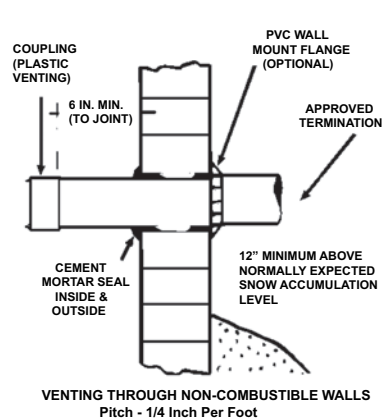 COUPLING
(PLASTIC
VENTING)
6 IN. MIN.
(TO JOINT)
PVC WALL
MOUNT FLANGE
(OPTIONAL)
APPROVED
TERMINATION
CEMENT
MORTAR SEAL
INSIDE &
OUTSIDE
12” MINIMUM ABOVE
NORMALLY EXPECTED
SNOW ACCUMULATION
LEVEL
VENTING THROUGH NON-COMBUSTIBLE WALLS
Pitch - 1/4 Inch Per Foot